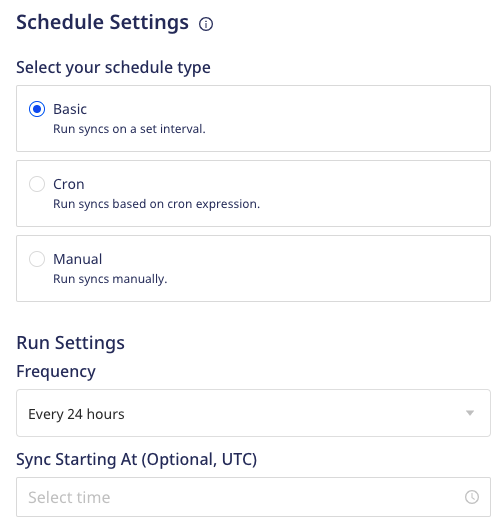 Schedule Settings
Select your schedule type
Basic
Run syncs on a set interval.
Cron
Run syncs based on cron expression.
Manual
Run syncs manually.
Run Settings
Frequency
Every 24 hours
Sync Starting At (Optional, UTC)
Select time